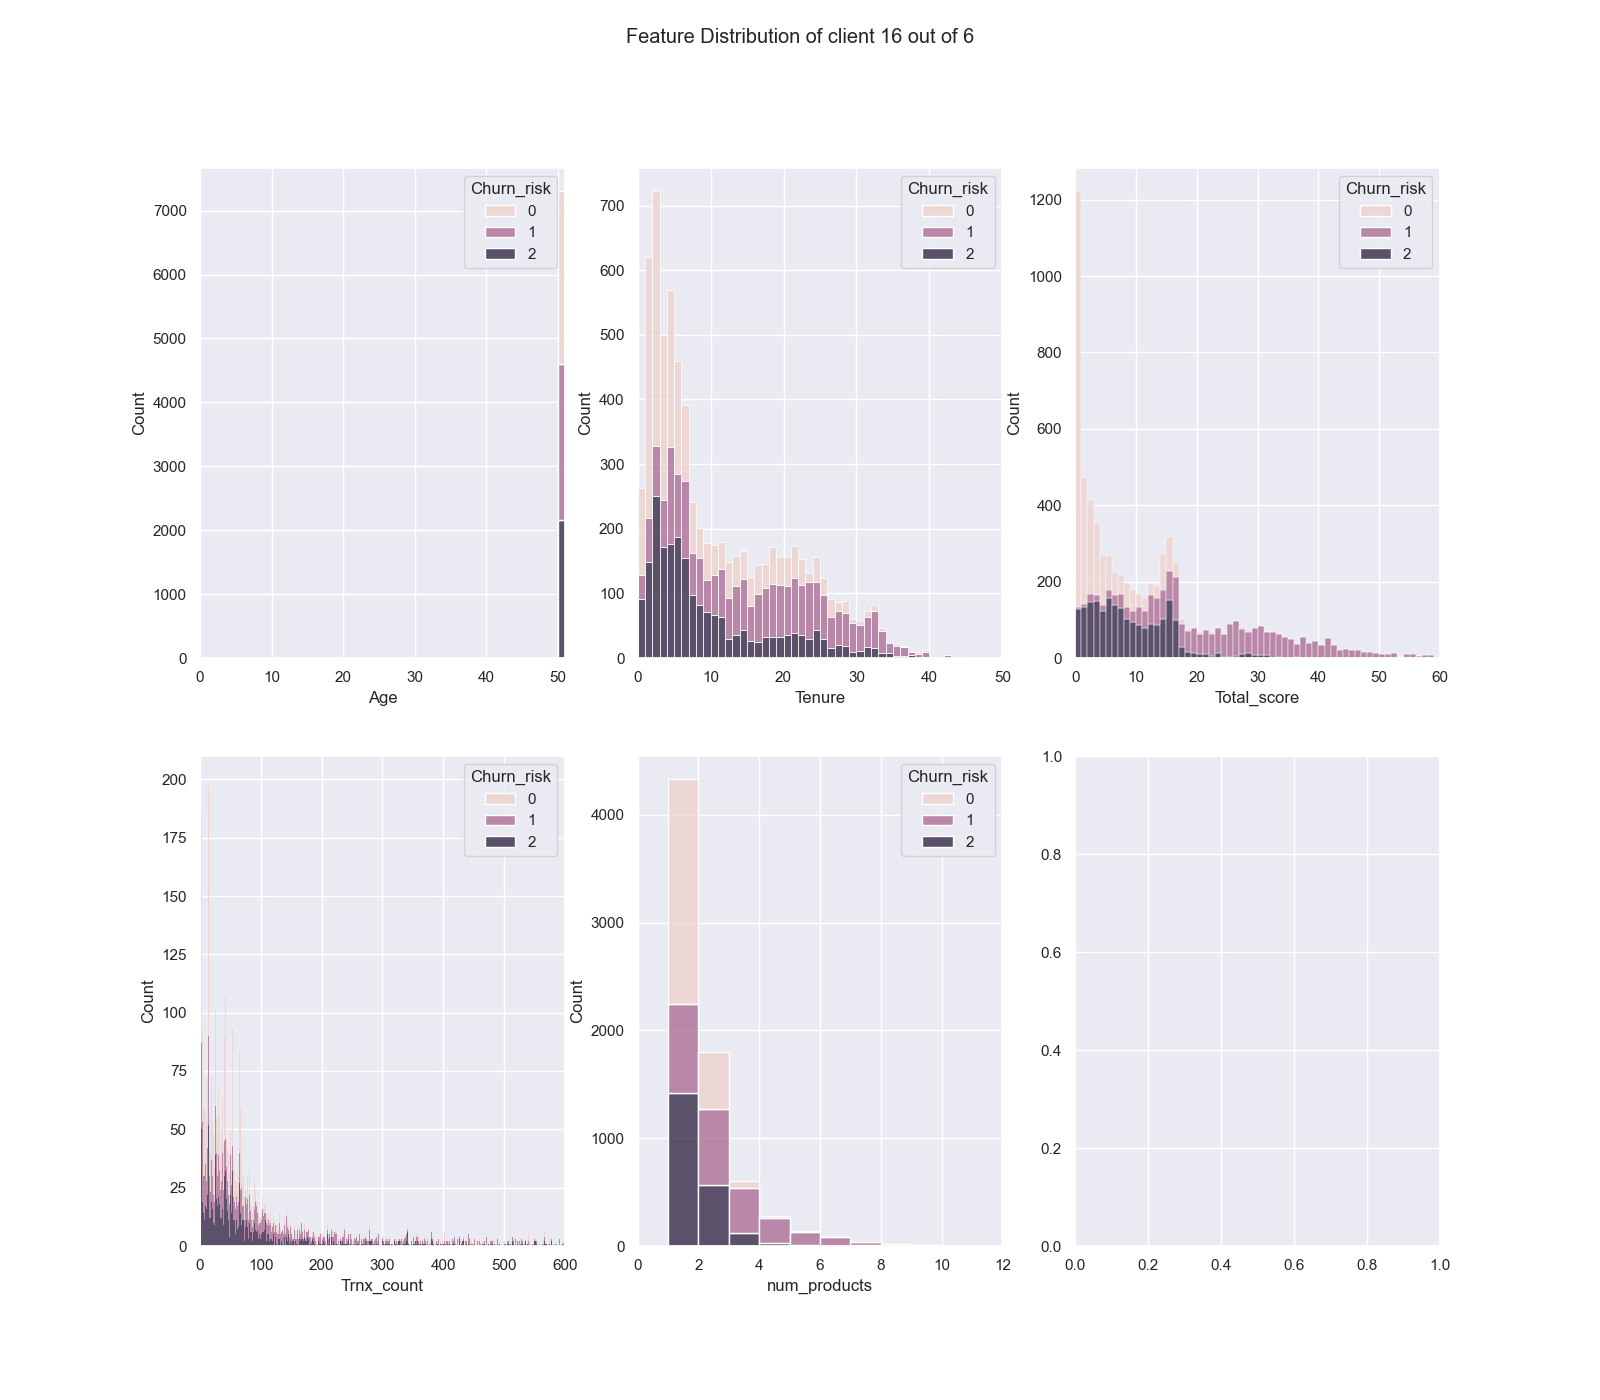 Feature Distribution of client 16 out of 6
7000
6000
5000
4000
3000
2000
1000
0
Count
0 10 20 30 40 50
Age
Churn_risk
0
1
2
700
600
500
400
300
200
100
0
Count
0 10 20 30 40 50
Tenure
Churn_risk
0
1
2
1200
1000
800
600
400
200
0
Count
0 10 20 30 40 50 60
Total_score
Churn_risk
0
1
2
200
175
150
125
100
75
50
25
0
Count
0 100 200 300 400 500 600
Trnx_count
Churn_risk
0
1
2
4000
3000
2000
1000
0
Count
0 2 4 6 8 10 12
num_products
Churn_risk
0
1
2
1.0
0.8
0.6
0.4
0.2
0.0
0.0 0.2 0.4 0.6 0.8 1.0